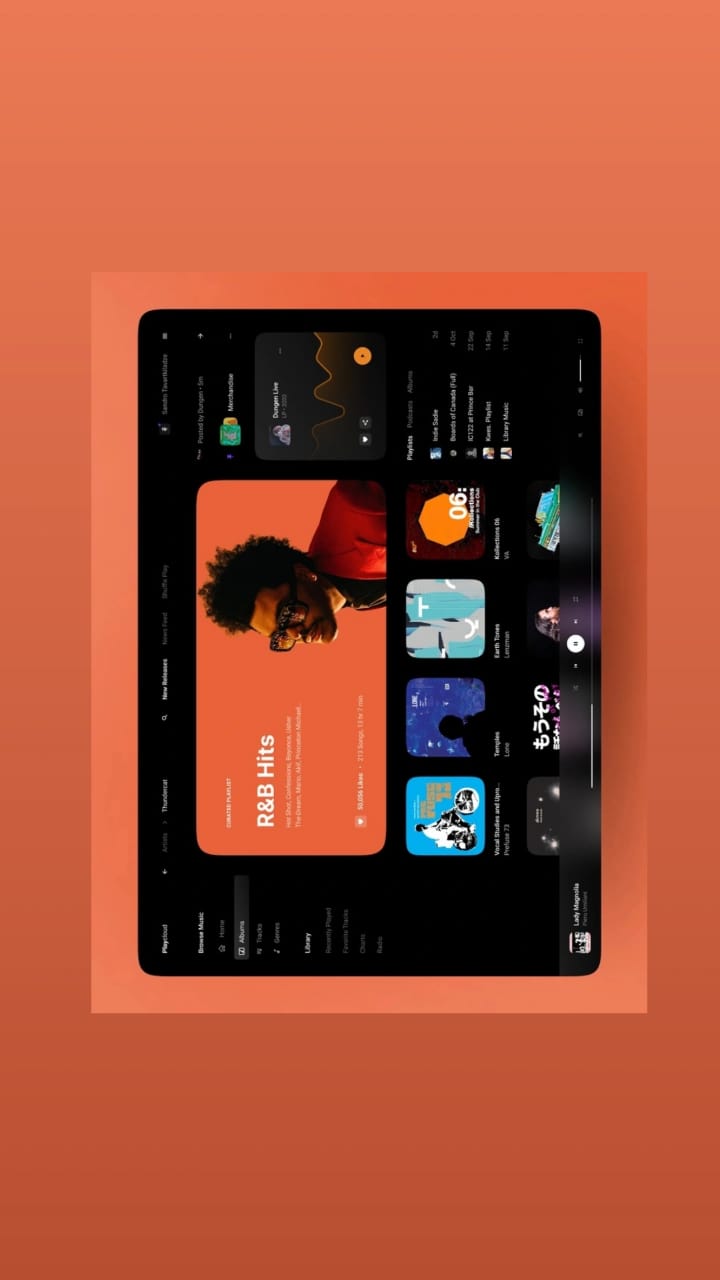 Playcloud
Artists > Thundercat
New Releases
News Feed
Shuffle Play
Sandro Tavartkiladze
Browse Music
Home
Albums
Tracks
Genres
Library
Recently Played
Favorite Tracks
Charts
Radio
CURATED PLAYLIST
R&B Hits
Hot Shot, Confessions, Beyonce, Usher
The-Dream, Mario, Akif, Princeton Michael...
50,056 Likes • 213 Songs, 13 hr 7 min
LONE
06:
/Kollections
Summer in the Club
Vocal Studies and Upro...
Prefuse 73
Temples
Lone
Earth Tones
Lenzman
Kollections 06
VA
もうその
Posted by Dungen • 5m
Merchandise
Dungen Live
LP • 2020
Playlists
Podcasts
Albums
Indie Sadie 2d
Boards of Canada (Full) 4 Oct
IC122 at Prince Bar 22 Sep
Kwes. Playlist 14 Sep
Library Music 11 Sep
Lady Magnolia
Piero Umiliani